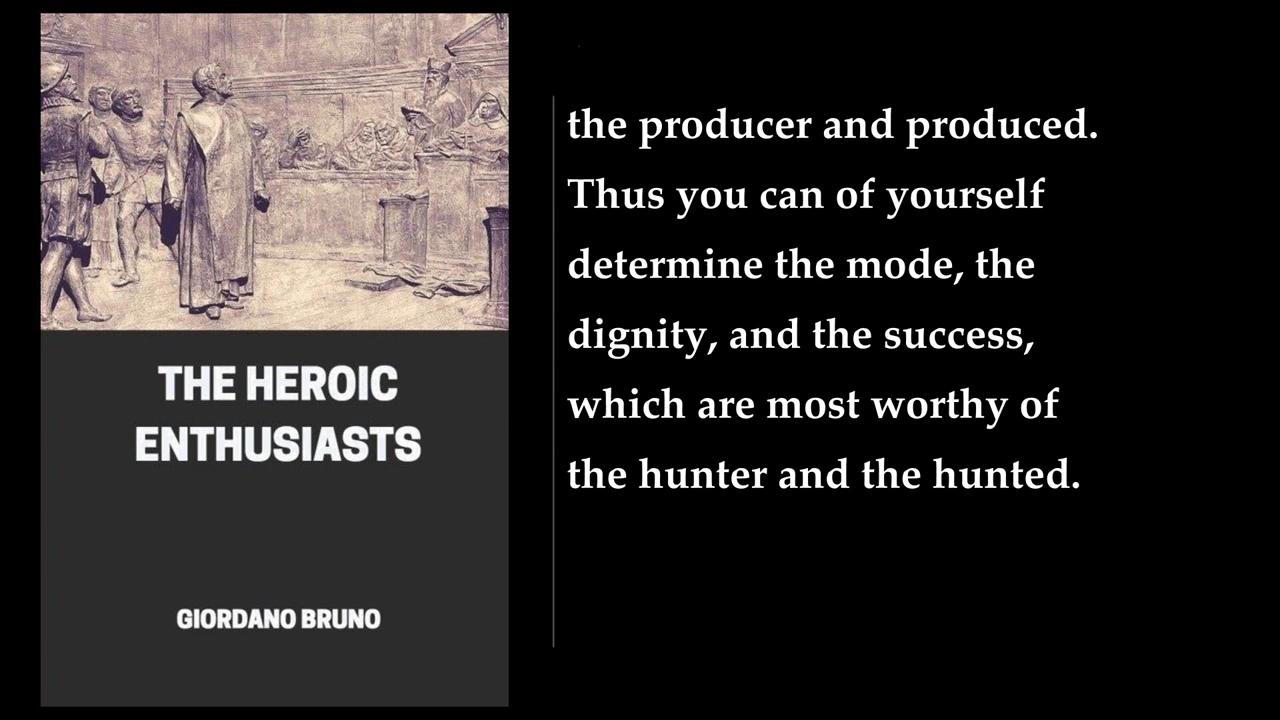 THE HEROIC
ENTHUSIASTS
GIORDANO BRUNO
the producer and produced.
Thus you can of yourself
determine the mode, the
dignity, and the success,
which are most worthy of
the hunter and the hunted.